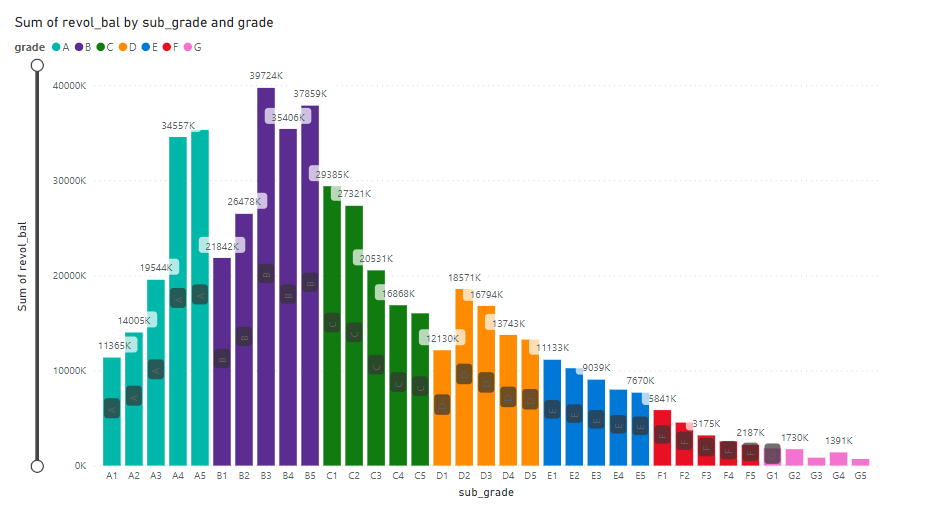 Sum of revol_bal by sub_grade and grade
grade A B C D E F G
40000K
30000K
20000K
10000K
0K
Sum of revol_bal
11365K
14005K
19544K
34557K
21842K
26478K
39724K
35406K
37859K
29385K
27321K
20531K
16868K
12130K
18571K
16794K
13743K
11133K
9039K
7670K
5841K
3175K
2187K
1730K
1391K
A A A A A B B B B B C C C C C D D D D D E E E E E F F F F F
A1 A2 A3 A4 A5 B1 B2 B3 B4 B5 C1 C2 C3 C4 C5 D1 D2 D3 D4 D5 E1 E2 E3 E4 E5 F1 F2 F3 F4 F5 G1 G2 G3 G4 G5
sub_grade